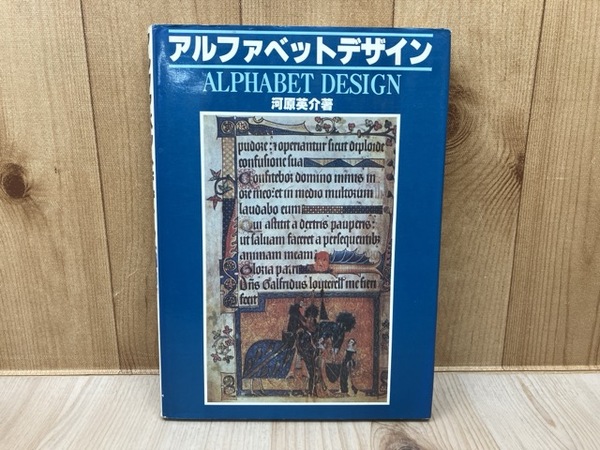 アルファベットデザイン
ALPHABET DESIGN
河原英介著
pudore: ⁊ operiantur sicut diploide
confusione sua
Confitebor domino nimis in
ore meo: et in medio multorum
laudabo eum
Qui astitit a dextris pauperis:
ut saluam faceret a persequentibz
animam meam
Gloria patri
Dns Galfridus louterell me fieri
fecit